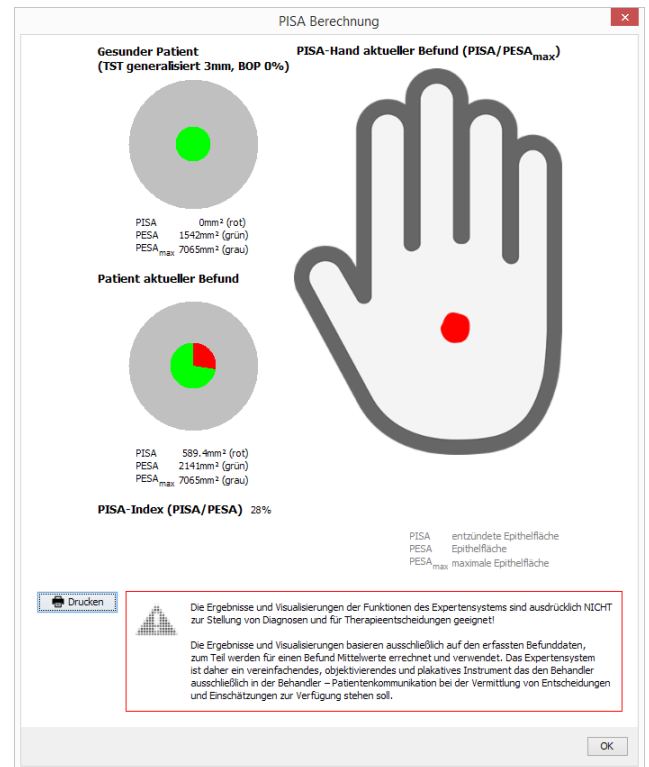 PISA Berechnung
Gesunder Patient
(TST generalisiert 3mm, BOP 0%)
PISA 0mm² (rot)
PESA 1542mm² (grün)
PESAmax 7065mm² (grau)
Patient aktueller Befund
PISA 589.4mm² (rot)
PESA 2141mm² (grün)
PESAmax 7065mm² (grau)
PISA-Index (PISA/PESA) 28%
PISA-Hand aktueller Befund (PISA/PESAmax)
PISA entzündete Epithelfläche
PESA Epithelfläche
PESAmax maximale Epithelfläche
Drucken
Die Ergebnisse und Visualisierungen der Funktionen des Expertensystems sind ausdrücklich NICHT
zur Stellung von Diagnosen und für Therapieentscheidungen geeignet!
Die Ergebnisse und Visualisierungen basieren ausschließlich auf den erfassten Befunddaten,
zum Teil werden für einen Befund Mittelwerte errechnet und verwendet. Das Expertensystem
ist daher ein vereinfachendes, objektivierendes und plakatives Instrument das den Behandler
ausschließlich in der Behandler – Patientenkommunikation bei der Vermittlung von Entscheidungen
und Einschätzungen zur Verfügung stehen soll.
OK